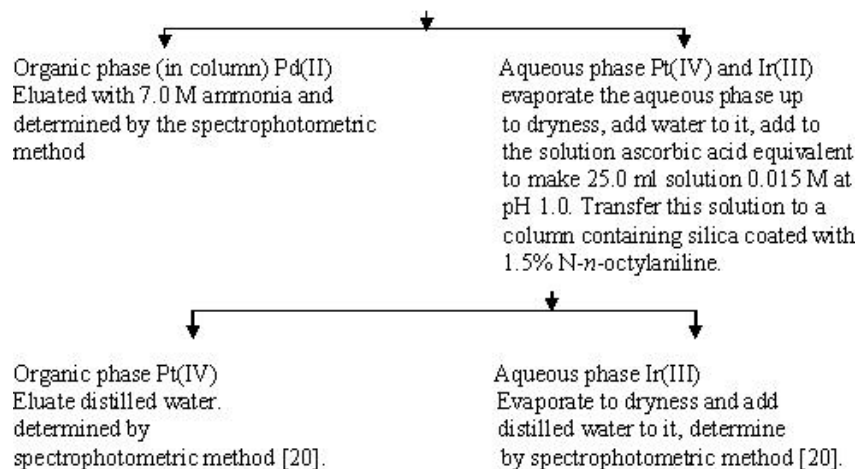 Organic phase (in column) Pd(II)
Eluated with 7.0 M ammonia and
determined by the spectrophotometric
method
Aqueous phase Pt(IV) and Ir(III)
evaporate the aqueous phase up
to dryness, add water to it, add to
the solution ascorbic acid equivalent
to make 25.0 ml solution 0.015 M at
pH 1.0. Transfer this solution to a
column containing silica coated with
1.5% N-n-octylaniline.
Organic phase Pt(IV)
Eluate distilled water.
determined by
spectrophotometric method [20].
Aqueous phase Ir(III)
Evaporate to dryness and add
distilled water to it, determine
by spectrophotometric method [20].